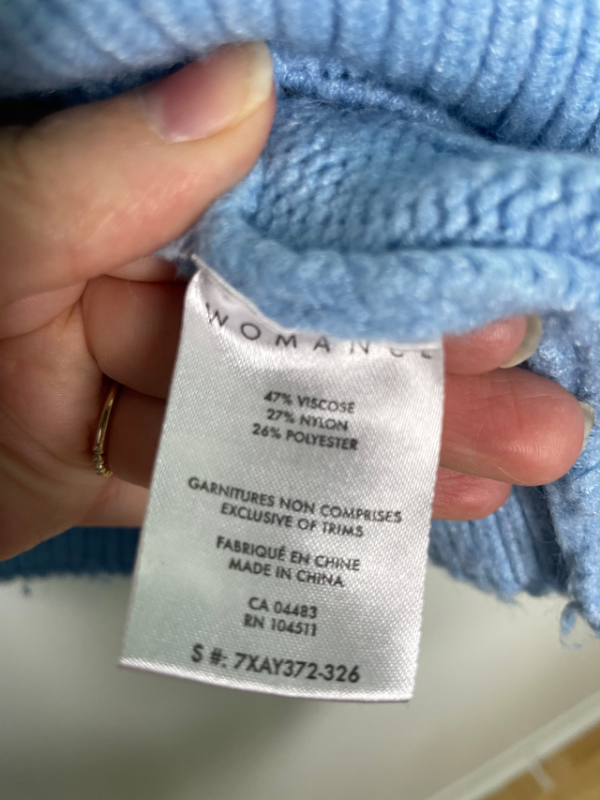 WOMANCE
47% VISCOSE
27% NYLON
26% POLYESTER
GARNITURES NON COMPRISES
EXCLUSIVE OF TRIMS
FABRIQUÉ EN CHINE
MADE IN CHINA
CA 04483
RN 104511
S #: 7XAY372-326